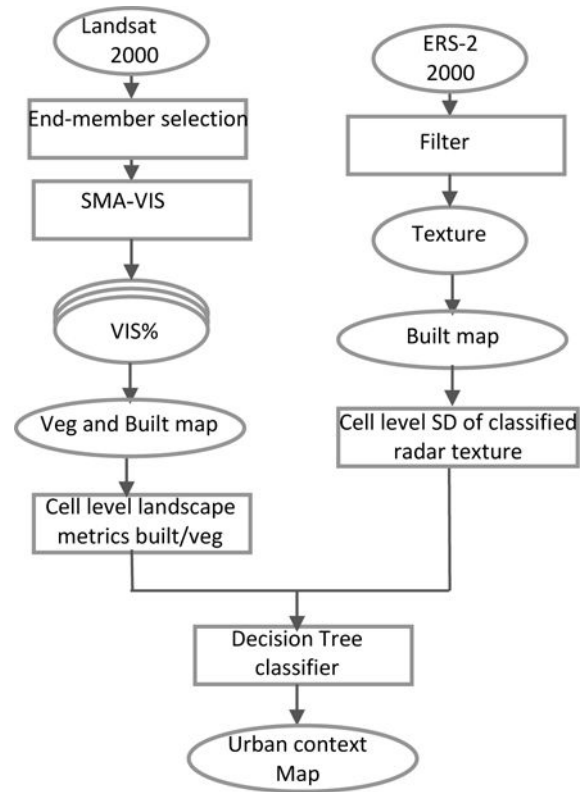 Landsat
2000
End-member selection
SMA-VIS
VIS%
Veg and Built map
Cell level landscape
metrics built/veg
ERS-2
2000
Filter
Texture
Built map
Cell level SD of classified
radar texture
Decision Tree
classifier
Urban context
Map